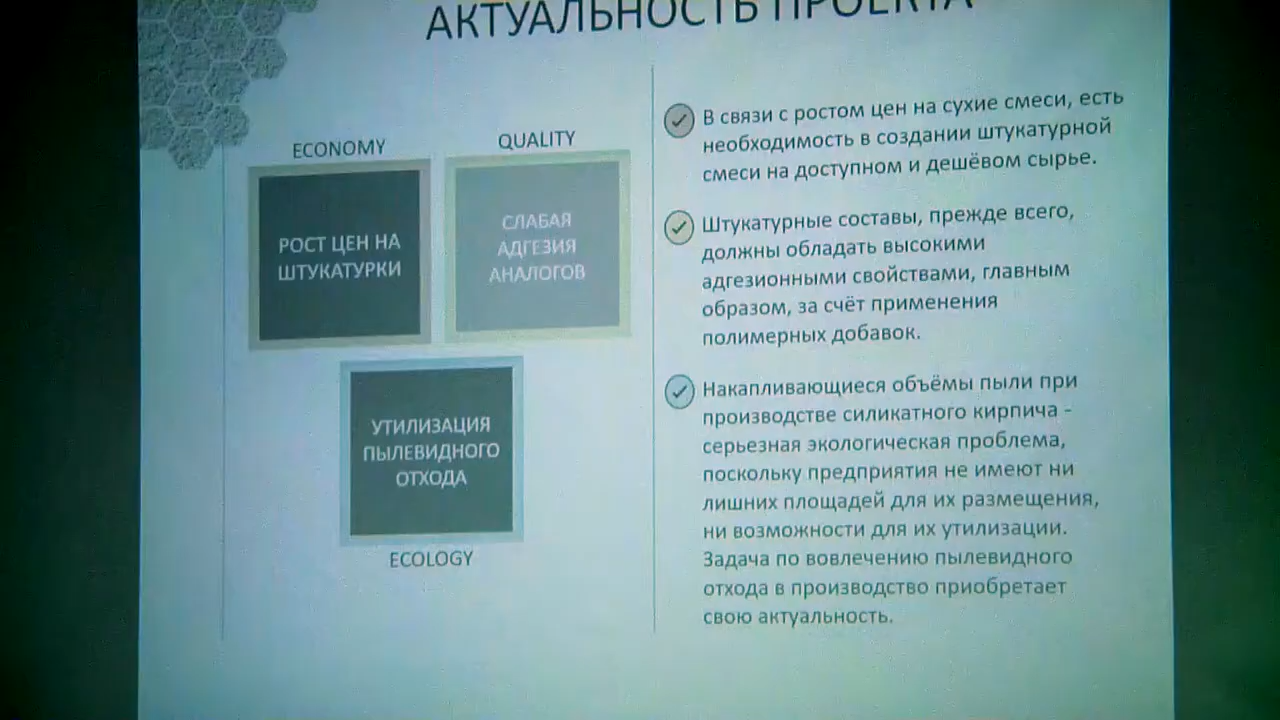 АКТУАЛЬНОСТЬ ПРОЕКТА
ECONOMY
QUALITY
РОСТ ЦЕН НА
ШТУКАТУРКИ
СЛАБАЯ
АДГЕЗИЯ
АНАЛОГОВ
УТИЛИЗАЦИЯ
ПЫЛЕВИДНОГО
ОТХОДА
ECOLOGY
В связи с ростом цен на сухие смеси, есть
необходимость в создании штукатурной
смеси на доступном и дешёвом сырье.
Штукатурные составы, прежде всего,
должны обладать высокими
адгезионными свойствами, главным
образом, за счёт применения
полимерных добавок.
Накапливающиеся объёмы пыли при
производстве силикатного кирпича -
серьезная экологическая проблема,
поскольку предприятия не имеют ни
лишних площадей для их размещения,
ни возможности для их утилизации.
Задача по вовлечению пылевидного
отхода в производство приобретает
свою актуальность.